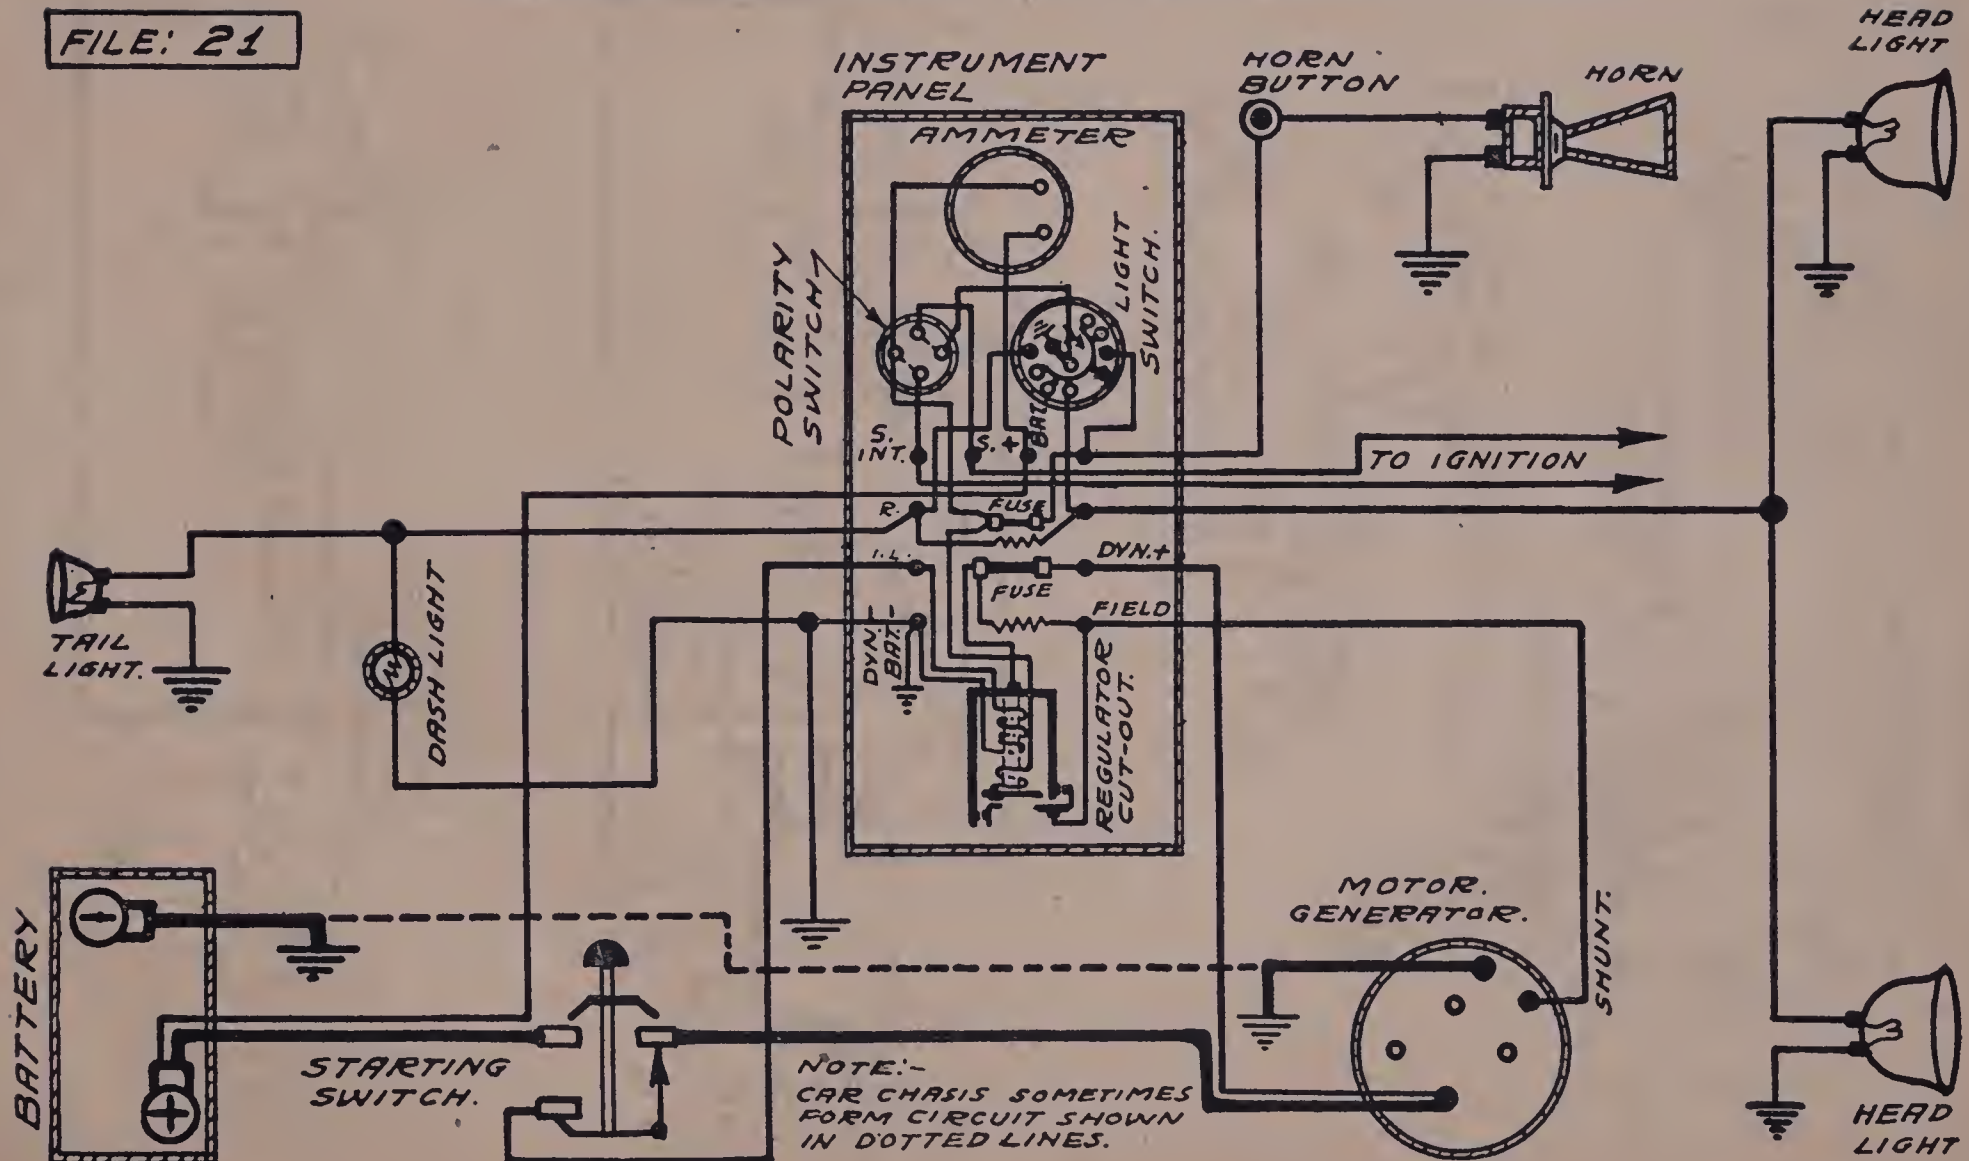 FILE: 21
INSTRUMENT
PANEL
AMMETER
HORN
BUTTON
HORN
HEAD
LIGHT
POLARITY
SWITCH
LIGHT
SWITCH.
S.
INT.
S. +
BAT.
TO IGNITION
R.
FUSE
I.L.
DYN.+
FUSE
FIELD
DYN.-
BAT.-
REGULATOR
CUT-OUT.
TAIL
LIGHT.
DASH LIGHT
BATTERY
STARTING
SWITCH.
NOTE:-
CAR CHASIS SOMETIMES
FORM CIRCUIT SHOWN
IN DOTTED LINES.
MOTOR.
GENERATOR.
SHUNT.
HEAD
LIGHT